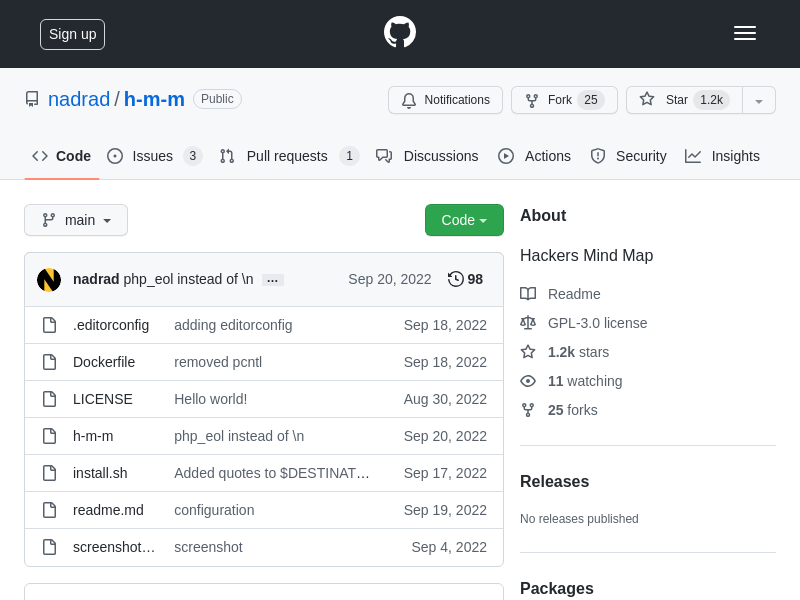 Sign up
nadrad / h-m-m Public
Notifications Fork 25 Star 1.2k
Code Issues 3 Pull requests 1 Discussions Actions Security Insights
main Code
nadrad php_eol instead of \n … Sep 20, 2022 98
.editorconfig adding editorconfig Sep 18, 2022
Dockerfile removed pcntl Sep 18, 2022
LICENSE Hello world! Aug 30, 2022
h-m-m php_eol instead of \n Sep 20, 2022
install.sh Added quotes to $DESTINAT… Sep 17, 2022
readme.md configuration Sep 19, 2022
screenshot… screenshot Sep 4, 2022
About
Hackers Mind Map
Readme
GPL-3.0 license
1.2k stars
11 watching
25 forks
Releases
No releases published
Packages